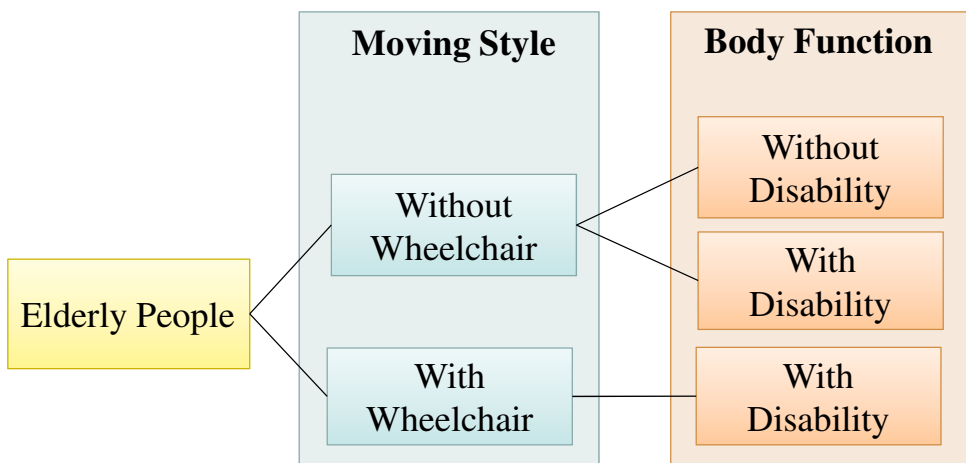 Moving Style
Body Function
Without
Disability
Without
Wheelchair
With
Disability
Elderly People
With
Wheelchair
With
Disability